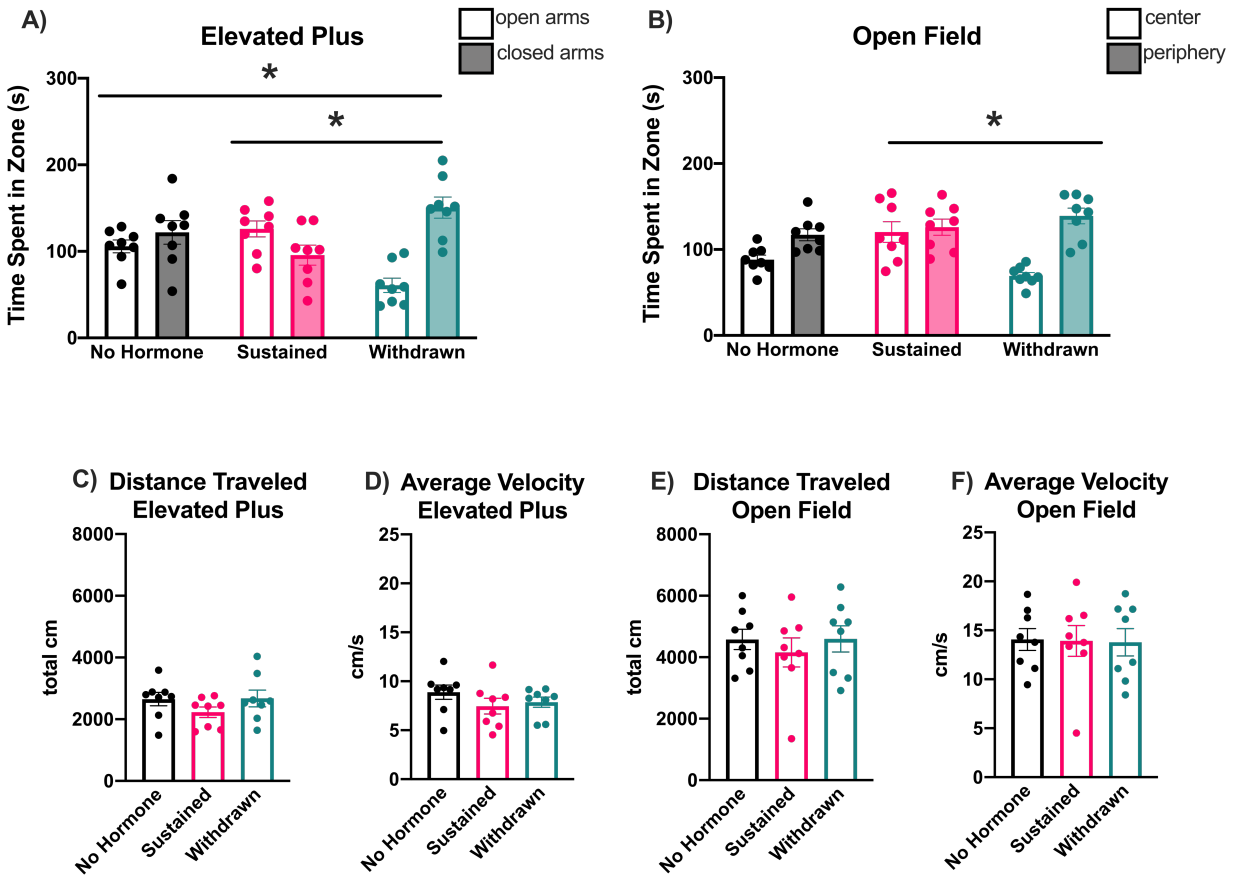 A)
Elevated Plus
open arms
closed arms
Time Spent in Zone (s)
300
200
100
0
*
*
No Hormone
Sustained
Withdrawn
B)
Open Field
center
periphery
Time Spent in Zone (s)
300
200
100
0
*
No Hormone
Sustained
Withdrawn
C)
Distance Traveled
Elevated Plus
total cm
8000
6000
4000
2000
0
No Hormone
Sustained
Withdrawn
D)
Average Velocity
Elevated Plus
cm/s
25
20
15
10
5
0
No Hormone
Sustained
Withdrawn
E)
Distance Traveled
Open Field
total cm
8000
6000
4000
2000
0
No Hormone
Sustained
Withdrawn
F)
Average Velocity
Open Field
cm/s
25
20
15
10
5
0
No Hormone
Sustained
Withdrawn